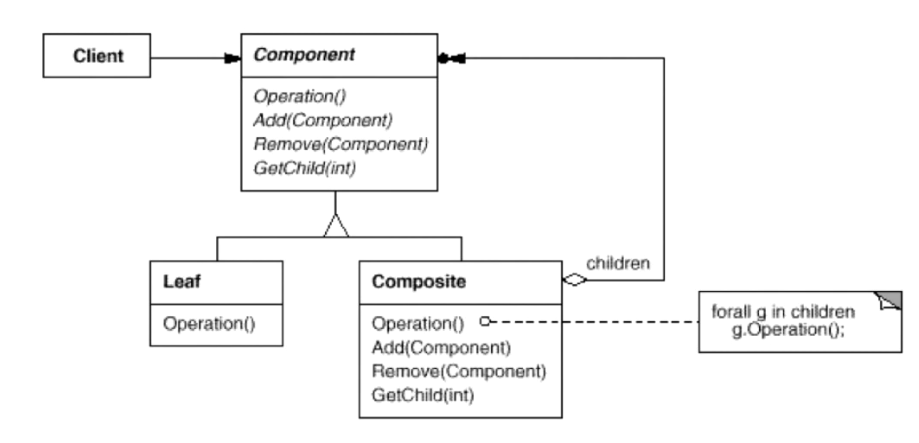 Client
Component
Operation()
Add(Component)
Remove(Component)
GetChild(int)
children
Leaf
Operation()
Composite
Operation()
Add(Component)
Remove(Component)
GetChild(int)
forall g in children
g.Operation();